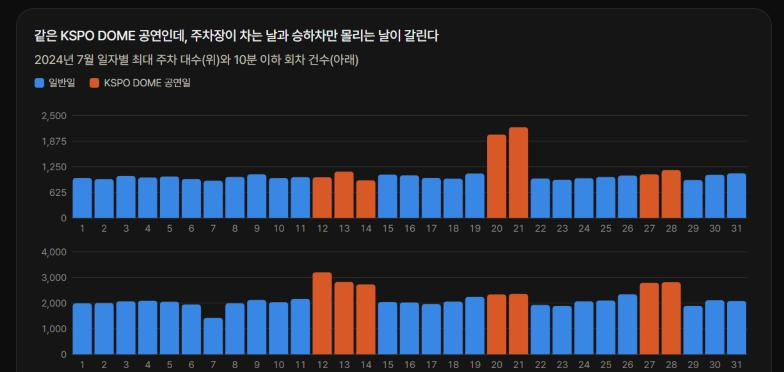 같은 KSPO DOME 공연인데, 주차장이 차는 날과 승하차만 몰리는 날이 갈린다
2024년 7월 일자별 최대 주차 대수(위)와 10분 이하 회차 건수(아래)
일반일 KSPO DOME 공연일
2,500
1,875
1,250
625
0
1 2 3 4 5 6 7 8 9 10 11 12 13 14 15 16 17 18 19 20 21 22 23 24 25 26 27 28 29 30 31
4,000
3,000
2,000
1,000
0
1 2 3 4 5 6 7 8 9 10 11 12 13 14 15 16 17 18 19 20 21 22 23 24 25 26 27 28 29 30 31